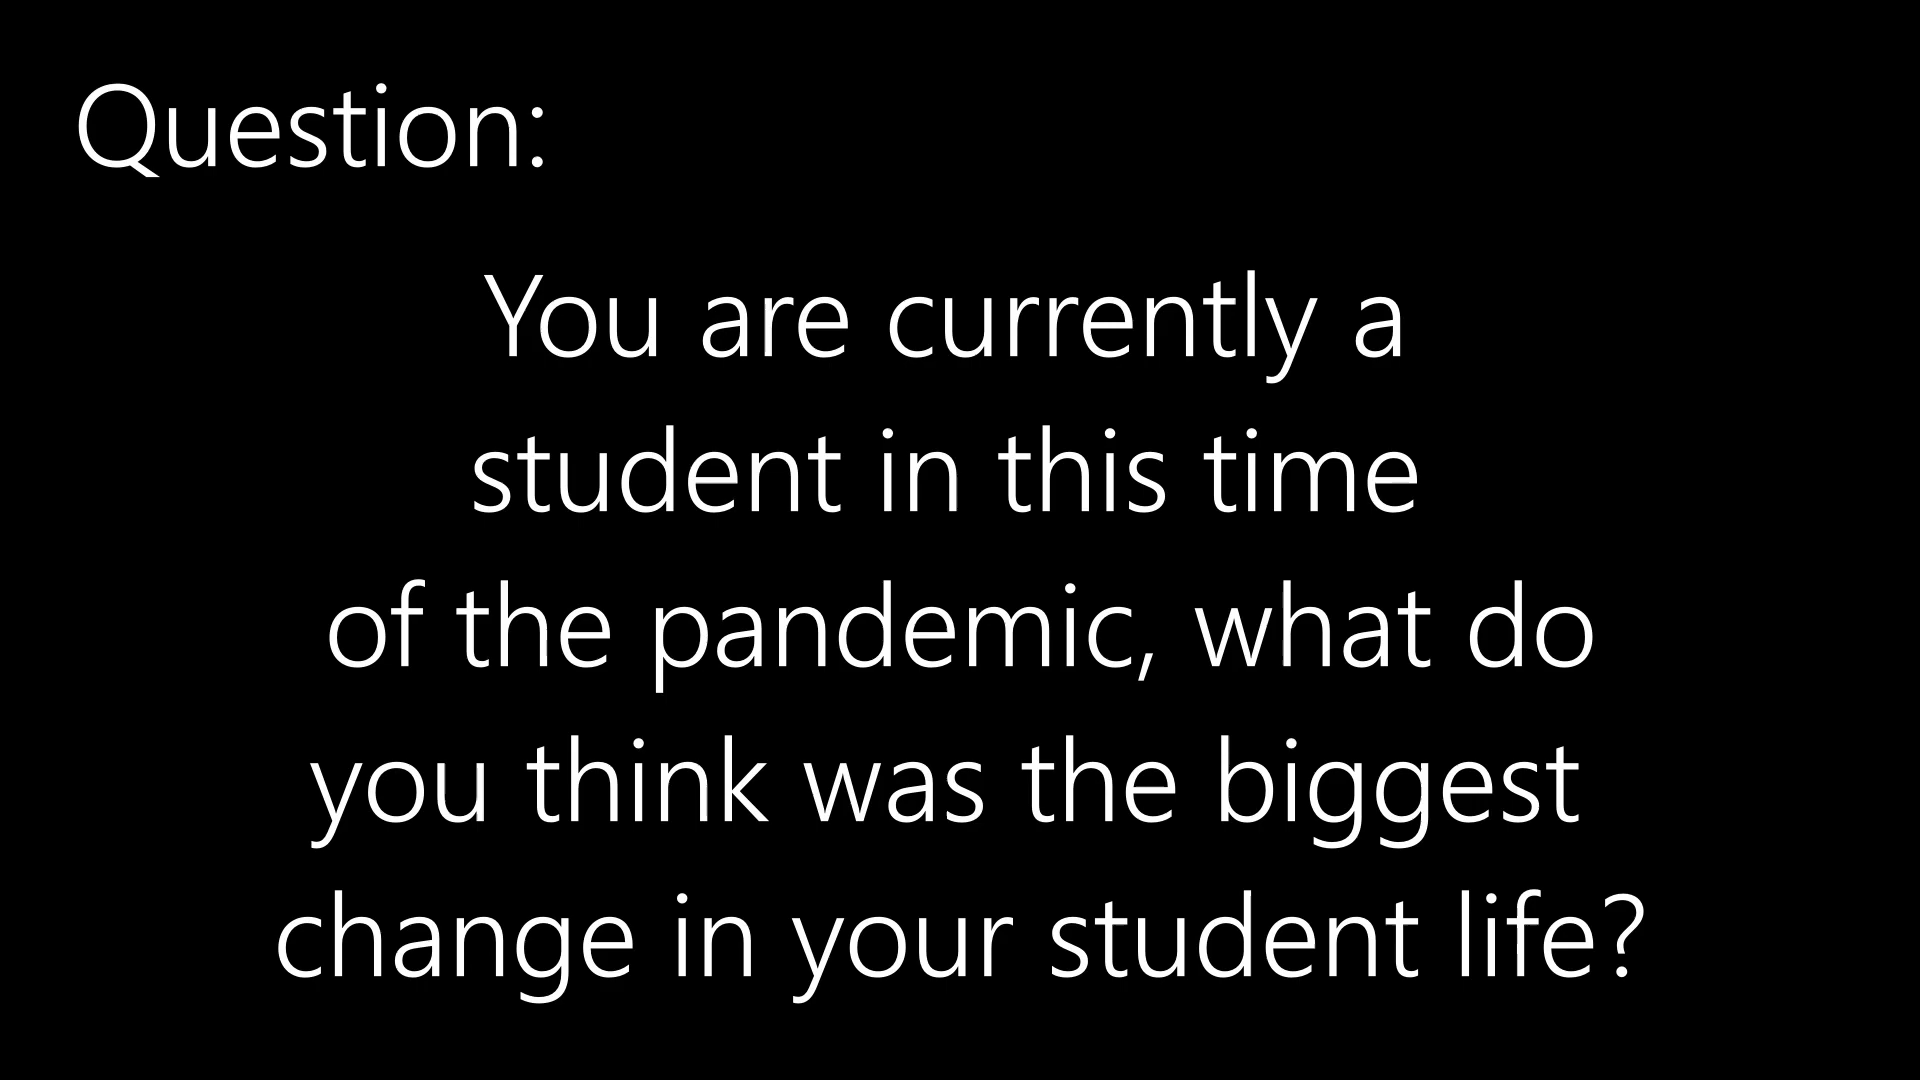 Question:
You are currently a
student in this time
of the pandemic, what do
you think was the biggest
change in your student life?